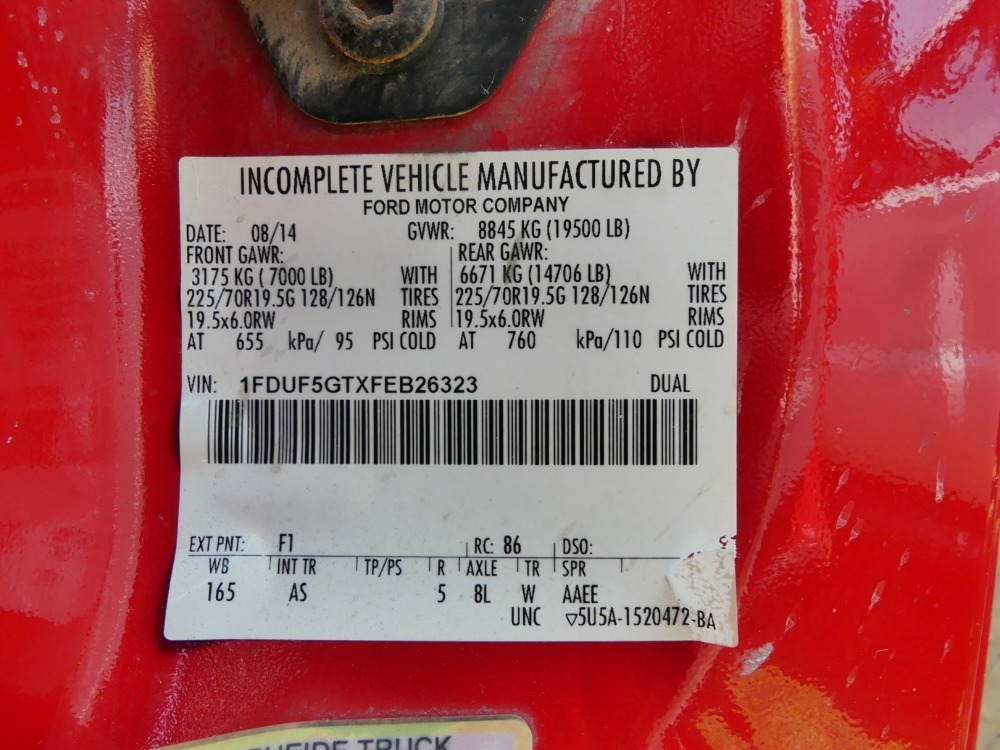 INCOMPLETE VEHICLE MANUFACTURED BY
FORD MOTOR COMPANY
DATE: 08/14 GVWR: 8845 KG (19500 LB)
FRONT GAWR: REAR GAWR:
3175 KG ( 7000 LB) WITH 6671 KG (14706 LB) WITH
225/70R19.5G 128/126N TIRES 225/70R19.5G 128/126N TIRES
19.5x6.0RW RIMS 19.5x6.0RW RIMS
AT 655 kPa/ 95 PSI COLD AT 760 kPa/110 PSI COLD
VIN: 1FDUF5GTXFEB26323 DUAL
EXT PNT: F1 RC: 86 DSO:
WB INT TR TP/PS R AXLE TR SPR
165 AS 5 8L W AAEE
UNC ▽5U5A-1520472-BA
TRUCK